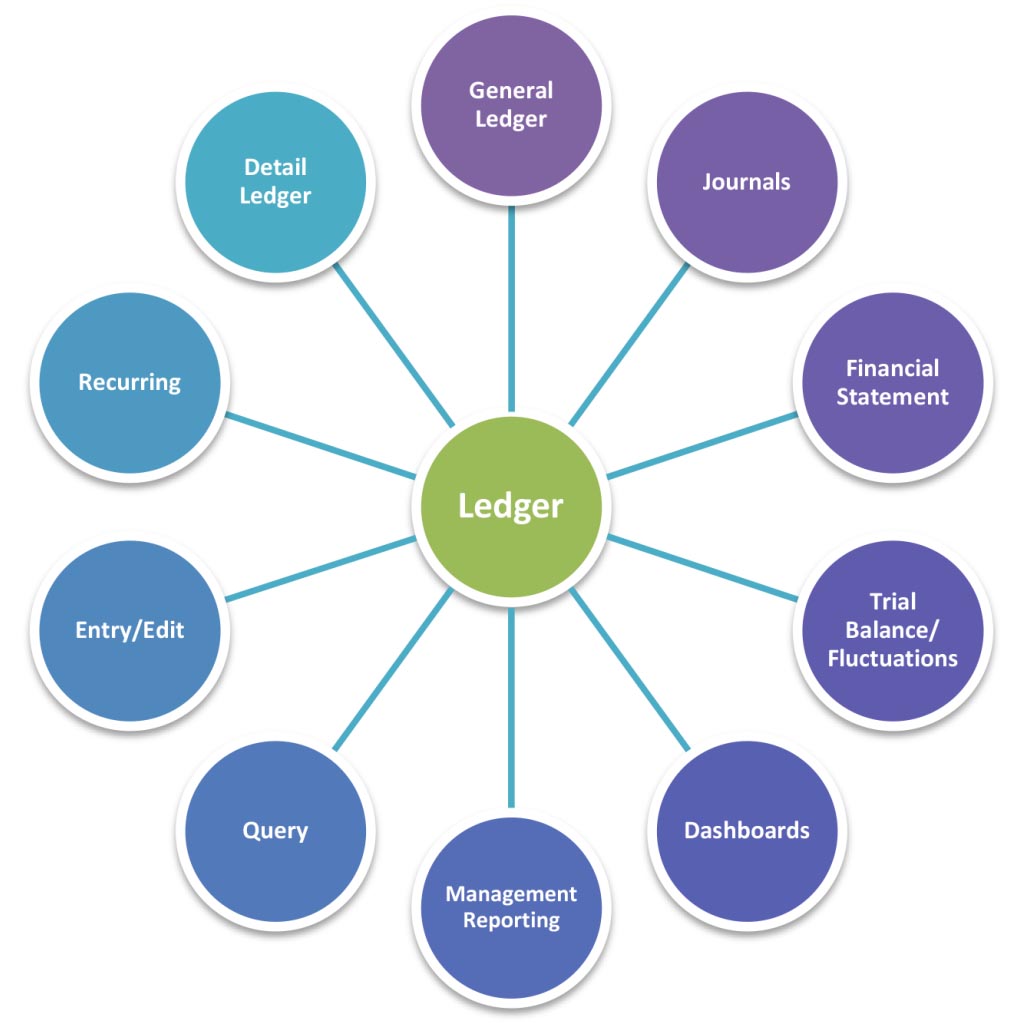 General
Ledger
Journals
Financial
Statement
Trial
Balance/
Fluctuations
Dashboards
Management
Reporting
Query
Entry/Edit
Recurring
Detail
Ledger
Ledger